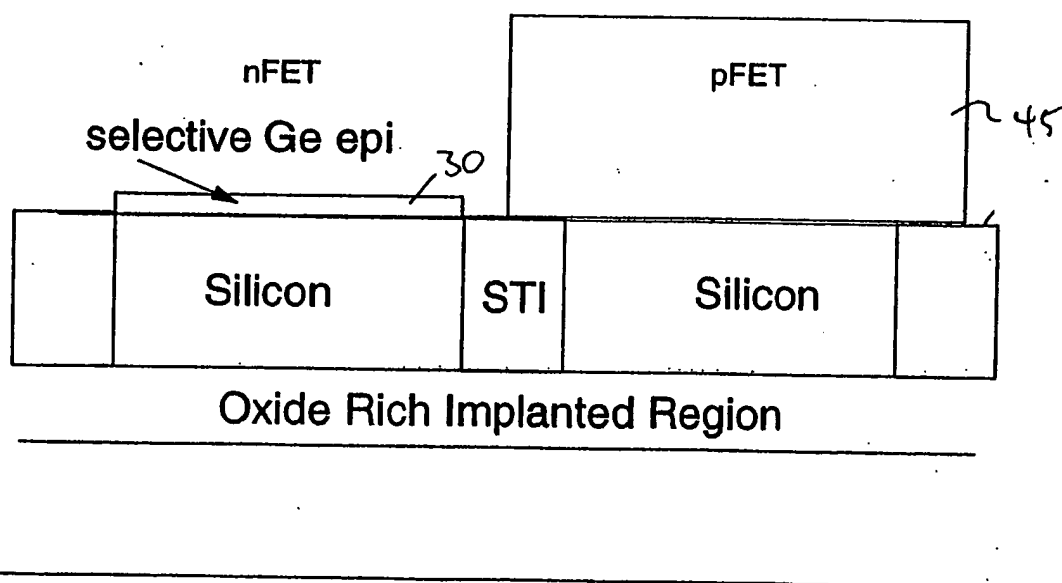 nFET
pFET
45
selective Ge epi
30
Silicon
STI
Silicon
Oxide Rich Implanted Region